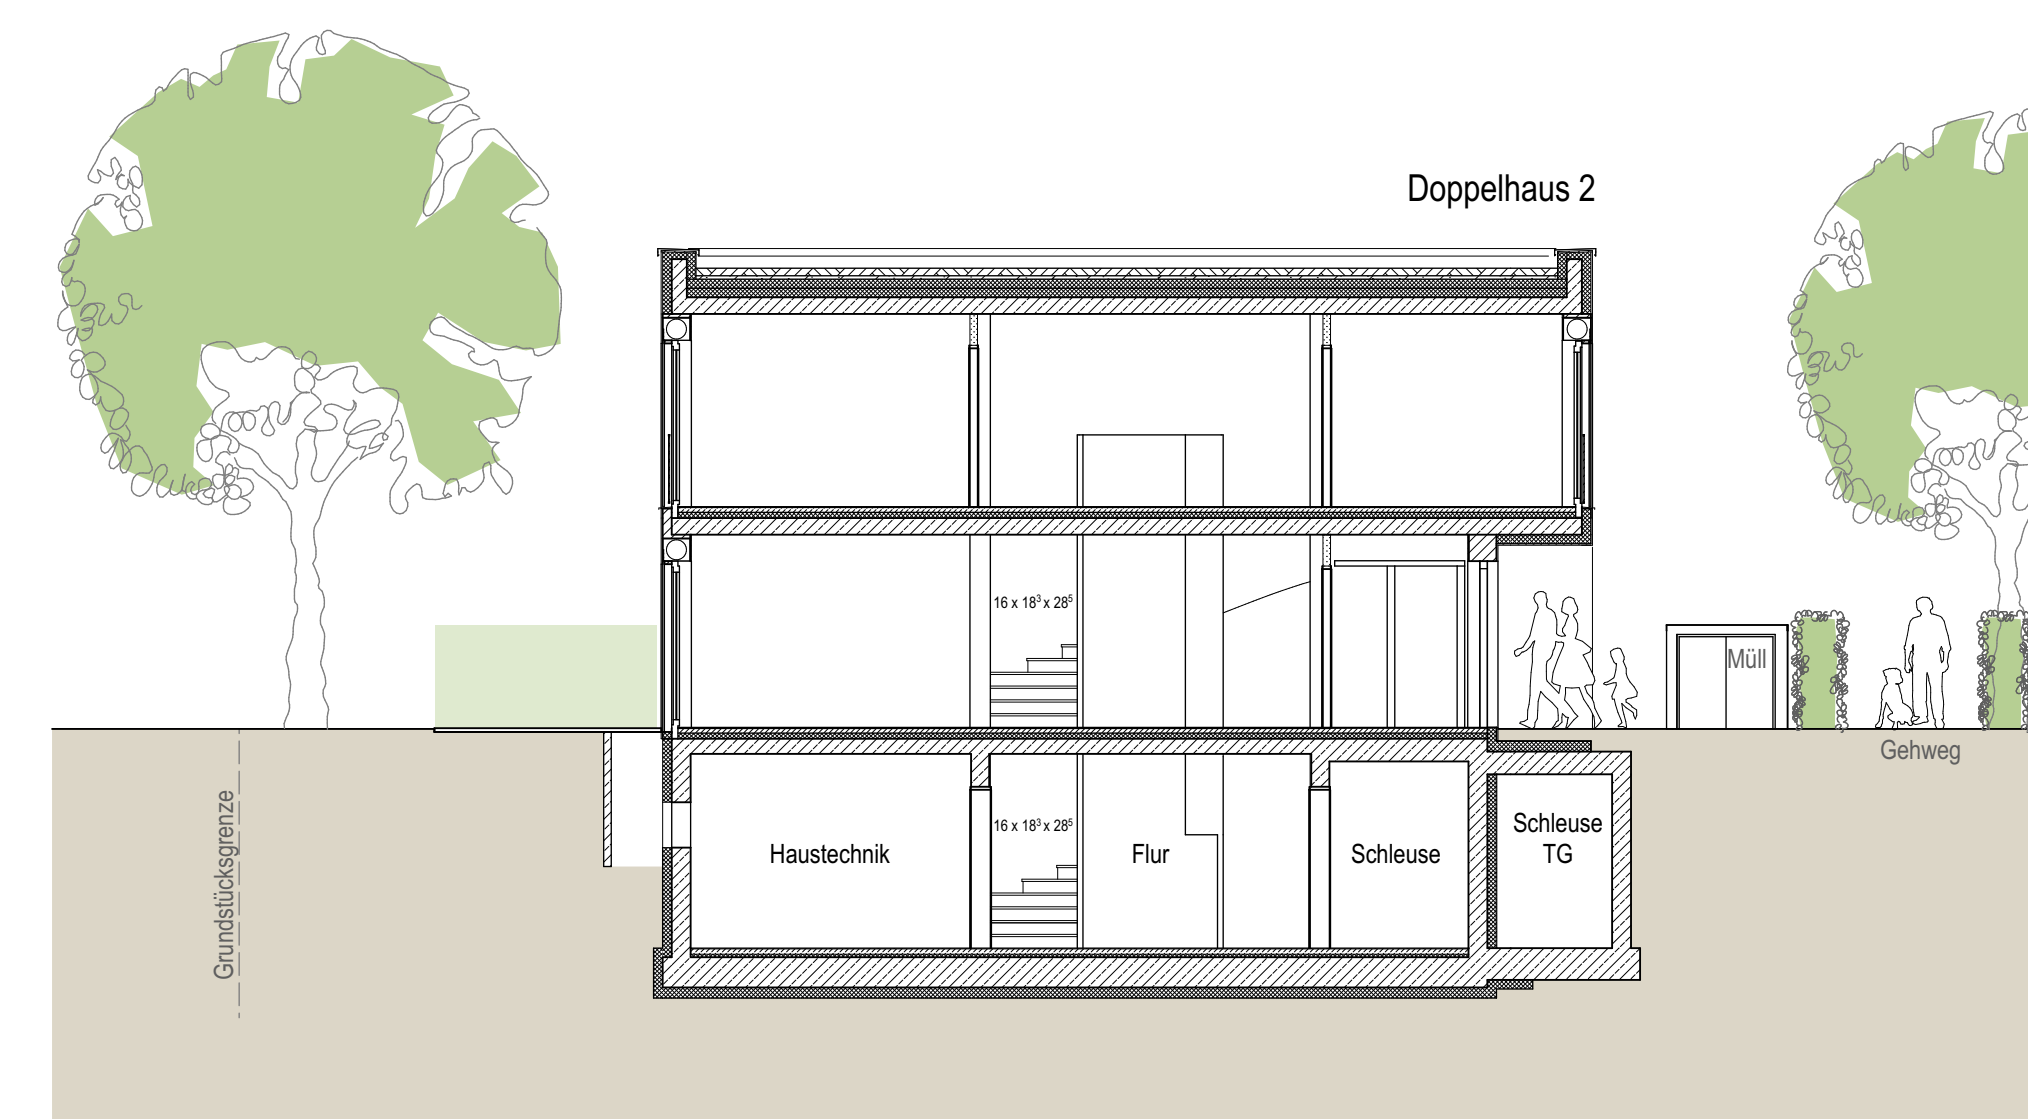 Doppelhaus 2
16 x 18³ x 28⁵
Müll
Gehweg
Grundstücksgrenze
16 x 18³ x 28⁵
Haustechnik
Flur
Schleuse
Schleuse
TG